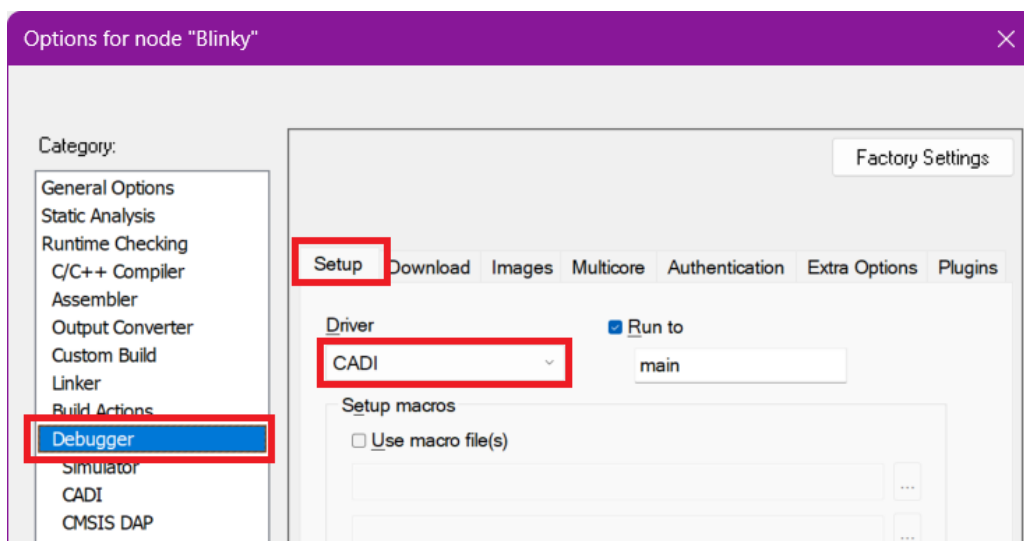 Options for node "Blinky"
Category:
Factory Settings
General Options
Static Analysis
Runtime Checking
C/C++ Compiler
Assembler
Output Converter
Custom Build
Linker
Build Actions
Debugger
Simulator
CADI
CMSIS DAP
Setup Download Images Multicore Authentication Extra Options Plugins
Driver
Run to
CADI
main
Setup macros
Use macro file(s)
...
...